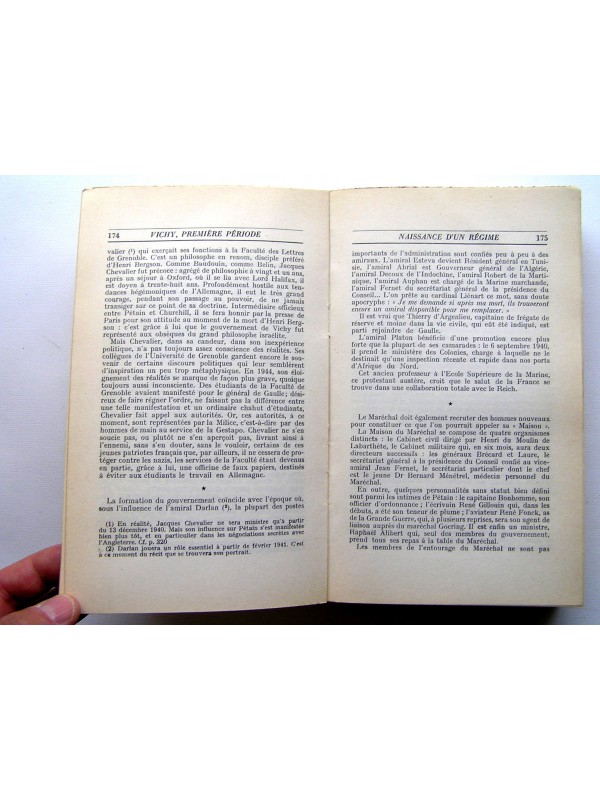 174 VICHY, PREMIÈRE PÉRIODE
valier (¹) qui exerçait ses fonctions à la Faculté des Lettres
de Grenoble. C'est un philosophe en renom, disciple préféré
d'Henri Bergson. Comme Baudouin, comme Belin, Jacques
Chevalier fut précoce : agrégé de philosophie à vingt et un ans,
après un séjour à Oxford, où il se lie avec Lord Halifax, il
est doyen à trente-huit ans. Profondément hostile aux ten-
dances hégémoniques de l'Allemagne, il eut le très grand
courage, pendant son passage au pouvoir, de ne jamais
transiger sur ce point de sa doctrine. Intermédiaire officieux
entre Pétain et Churchill, il se fera honnir par la presse de
Paris pour son attitude au moment de la mort d'Henri Berg-
son : c'est grâce à lui que le gouvernement de Vichy fut
représenté aux obsèques du grand philosophe israélite.
Mais Chevalier, dans sa candeur, dans son inexpérience
politique, n'a pas toujours assez conscience des réalités. Ses
collègues de l'Université de Grenoble gardent encore le sou-
venir de certains discours politiques qui leur semblèrent
d'inspiration un peu trop métaphysique. En 1944, son éloi-
gnement des réalités se marque de façon plus grave, quoique
toujours aussi inconsciente. Des étudiants de la Faculté de
Grenoble avaient manifesté pour le général de Gaulle; dési-
reux de faire régner l'ordre, ne faisant pas de différence entre
une telle manifestation et un ordinaire chahut d'étudiants,
Chevalier fait appel aux autorités. Or, ces autorités, à ce
moment, sont représentées par la Milice, c'est-à-dire par des
hommes de main au service de la Gestapo. Chevalier ne s'en
soucie pas, ou plutôt ne s'en aperçoit pas, livrant ainsi à
l'ennemi, sans s'en douter, sans le vouloir, certains de ces
jeunes patriotes français que, par ailleurs, il ne cessera de pro-
téger contre les nazis, les services de la Faculté étant devenus
en partie, grâce à lui, une officine de faux papiers, destinés
à éviter aux étudiants le travail en Allemagne.
★
La formation du gouvernement coïncide avec l'époque où,
sous l'influence de l'amiral Darlan (²), la plupart des postes
(1) En réalité, Jacques Chevalier ne sera ministre qu'à partir
du 13 décembre 1940. Mais son influence sur Pétain s'est manifestée
bien plus tôt, et en particulier dans les négociations secrètes avec
l'Angleterre. Cf. p. 320
(2) Darlan jouera un rôle essentiel à partir de février 1941. C'est
à ce moment du récit que se trouvera son portrait.
NAISSANCE D'UN RÉGIME 175
importants de l'administration sont confiés peu à peu à des
amiraux. L'amiral Esteva devient Résident général en Tuni-
sie, l'amiral Abrial est Gouverneur général de l'Algérie,
l'amiral Decoux de l'Indochine, l'amiral Robert de la Marti-
nique, l'amiral Auphan est chargé de la Marine marchande,
l'amiral Fernet du secrétariat général de la présidence du
Conseil... L'on prête au cardinal Liénart ce mot, sans doute
apocryphe : « Je me demande si après ma mort, ils trouveront
encore un amiral disponible pour me remplacer. »
Il est vrai que Thierry d'Argenlieu, capitaine de frégate de
réserve et moine dans la vie civile, qui eût été indiqué, est
parti rejoindre de Gaulle.
L'amiral Platon bénéficie d'une promotion encore plus
forte que la plupart de ses camarades : le 6 septembre 1940,
il prend le ministère des Colonies, charge à laquelle ne le
destinait qu'une inspection assez rapide dans nos territoires
d'Afrique du Nord.
Cet ancien professeur à l'Ecole Supérieure de la Marine,
ce protestant austère, croit que le salut de la France se
trouve dans une collaboration totale avec le Reich.
★
Le Maréchal doit également recruter des hommes nouveaux
pour constituer ce que l'on pourrait appeler sa « Maison ».
La Maison du Maréchal se compose de quatre organismes
distincts : le Cabinet civil dirigé par Henri du Moulin de
Labarthète, le Cabinet militaire qui, en six mois, aura deux
directeurs successifs : les généraux Brécard et Laure, le
secrétariat général à la présidence du Conseil confié au vice-
amiral Jean Fernet, le secrétariat particulier dont le chef
est le jeune Dr Bernard Ménétrel, médecin personnel du
Maréchal.
En outre, quelques personnalités sans statut bien défini
sont parmi les intimes de Pétain : le capitaine Bonhomme, son
officier d'ordonnance ; l'écrivain René Gillouin qui, dans les
débuts, a été son teneur de plume ; l'aviateur René Fonck, as
de la Grande Guerre, qui, à plusieurs reprises, sera son agent
de liaison auprès du maréchal Goering. Il est enfin un ministre,
Raphaël Alibert qui, seul des membres du gouvernement,
prend tous ses repas à la table du Maréchal.
Les membres de l'entourage du Maréchal ne sont pas